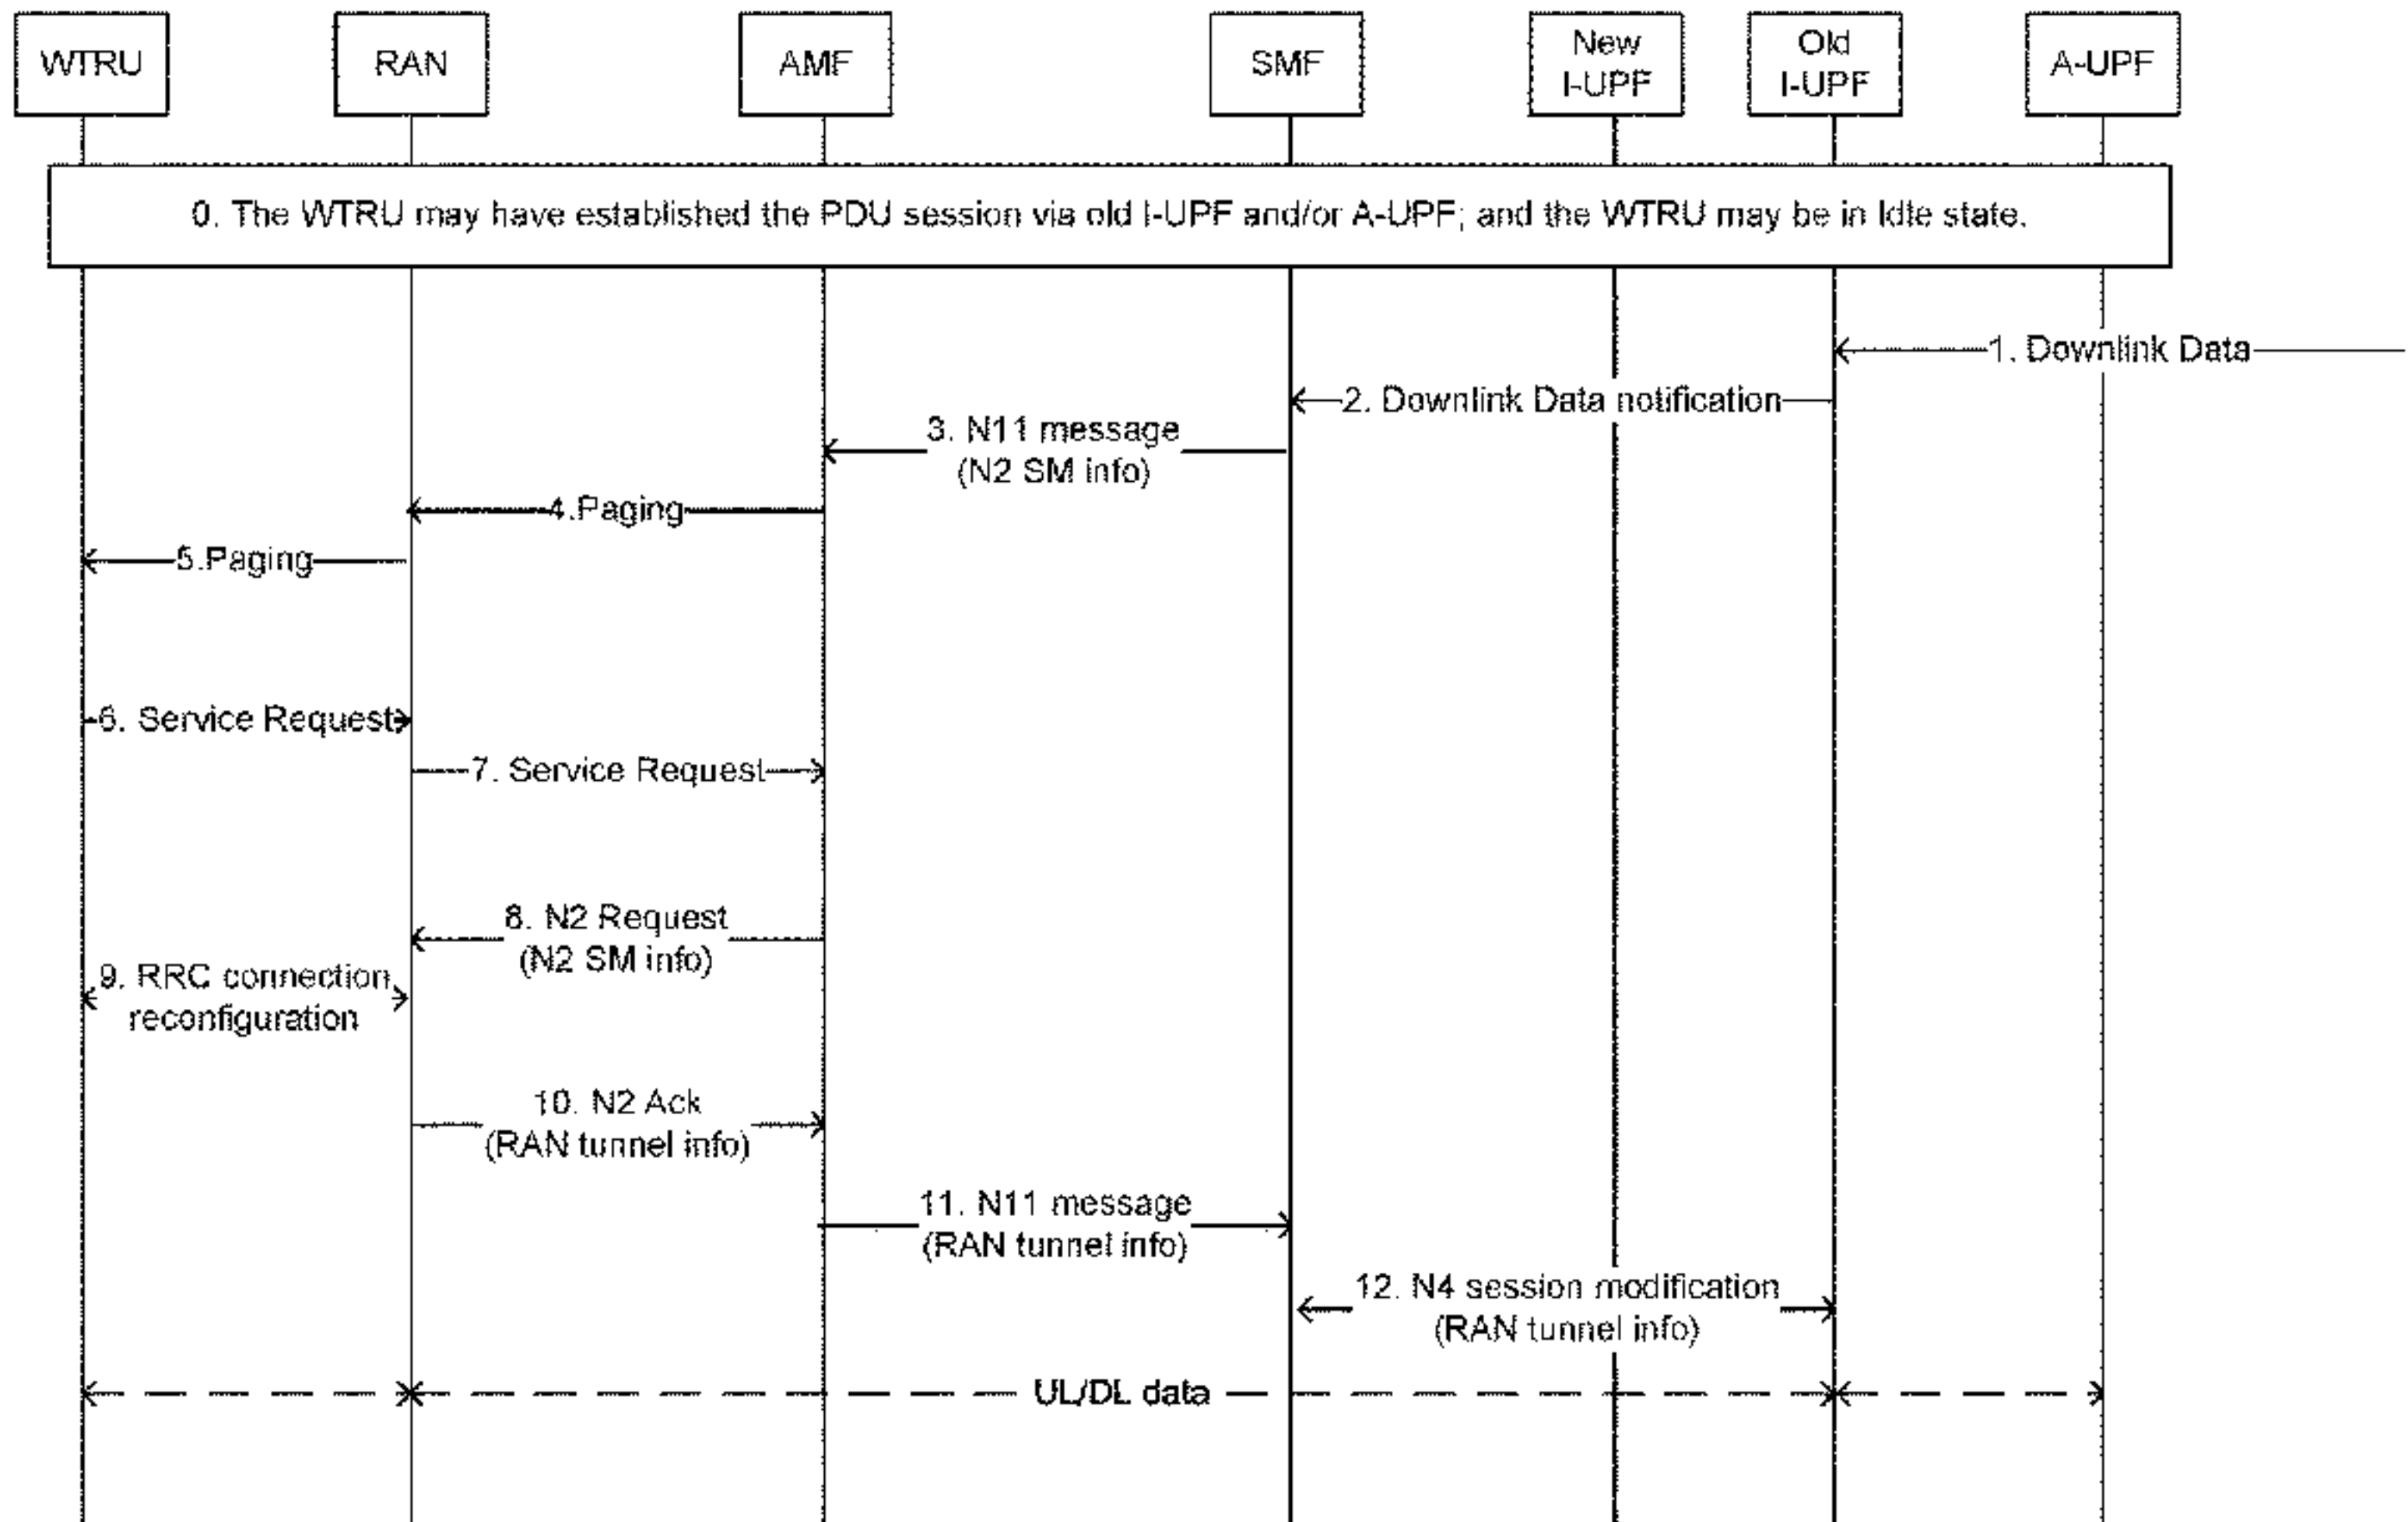 WTRU
RAN
AMF
SMF
New
I-UPF
Old
I-UPF
A-UPF
0. The WTRU may have established the PDU session via old I-UPF and/or A-UPF; and the WTRU may be in Idle state.
1. Downlink Data
2. Downlink Data notification
3. N11 message
(N2 SM info)
4.Paging
5.Paging
6. Service Request
7. Service Request
8. N2 Request
(N2 SM info)
9. RRC connection
reconfiguration
10. N2 Ack
(RAN tunnel info)
11. N11 message
(RAN tunnel info)
12. N4 session modification
(RAN tunnel info)
UL/DL data